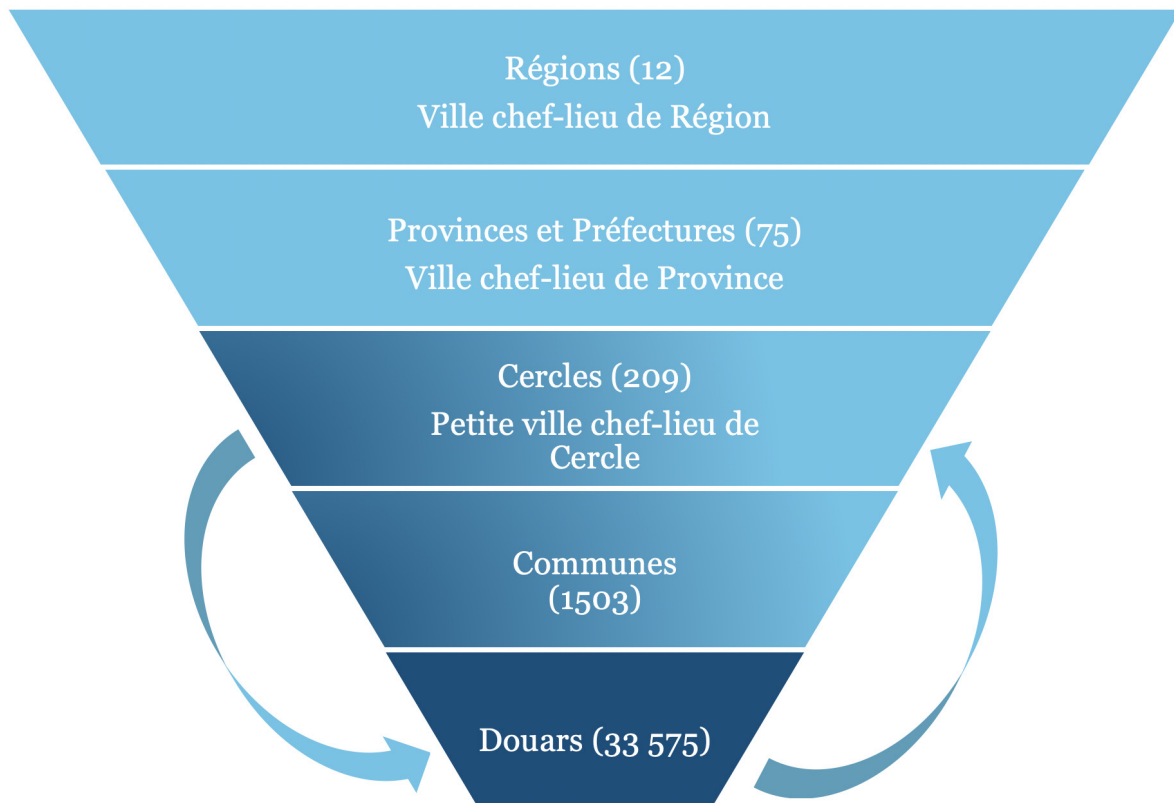 Régions (12)
Ville chef-lieu de Région
Provinces et Préfectures (75)
Ville chef-lieu de Province
Cercles (209)
Petite ville chef-lieu de
Cercle
Communes
(1503)
Douars (33 575)